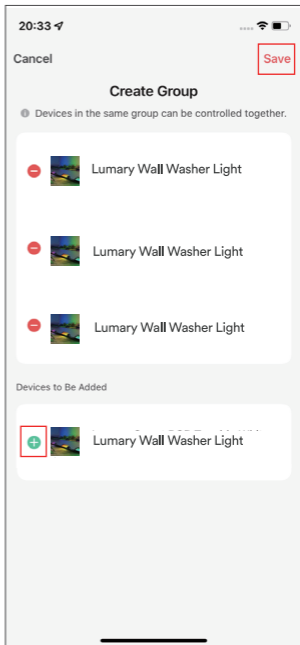 20:33
Cancel
Save
Create Group
Devices in the same group can be controlled together.
Lumary Wall Washer Light
Lumary Wall Washer Light
Lumary Wall Washer Light
Devices to Be Added
Lumary Wall Washer Light